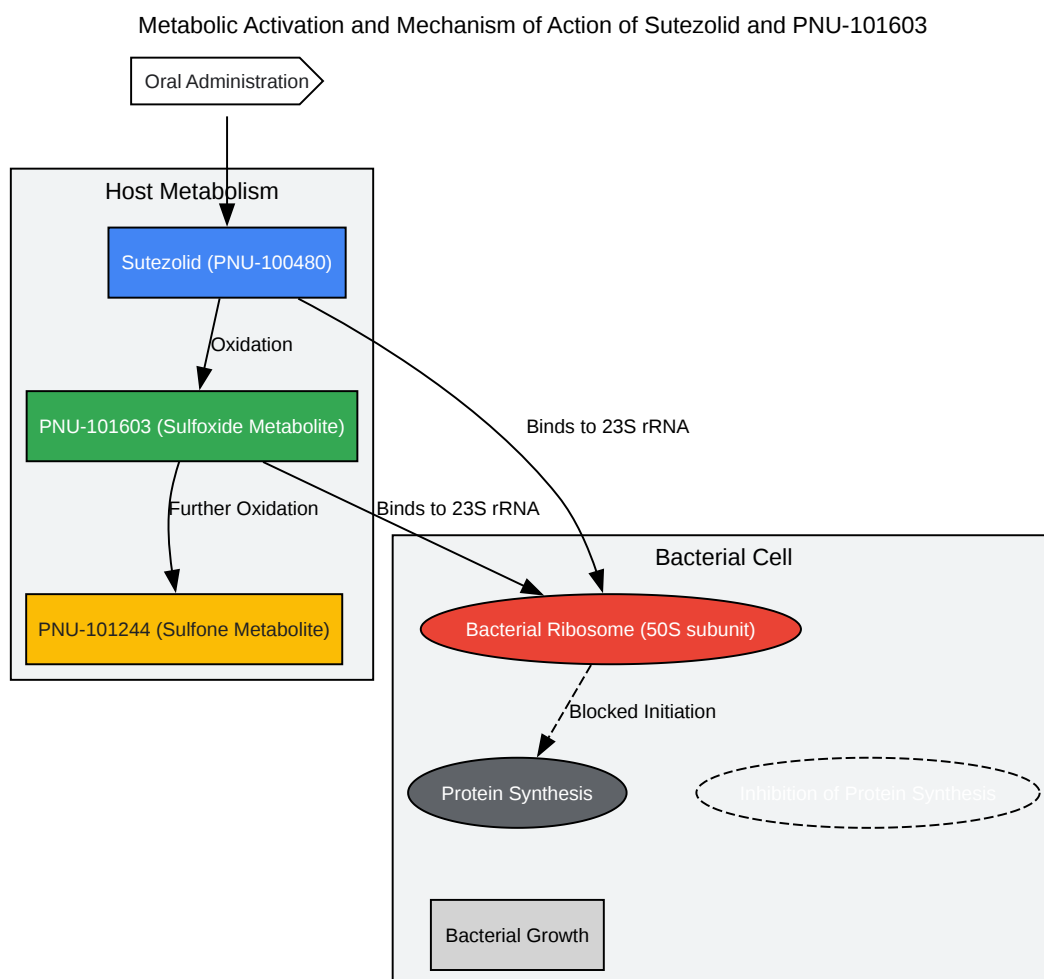 Metabolic Activation and Mechanism of Action of Sutezolid and PNU-101603
Oral Administration
Host Metabolism
Sutezolid (PNU-100480)
Oxidation
PNU-101603 (Sulfoxide Metabolite)
Binds to 23S rRNA
Further Oxidation
Binds to 23S rRNA
Bacterial Cell
PNU-101244 (Sulfone Metabolite)
Bacterial Ribosome (50S subunit)
Blocked Initiation
Protein Synthesis
Inhibition of Protein Synthesis
Bacterial Growth